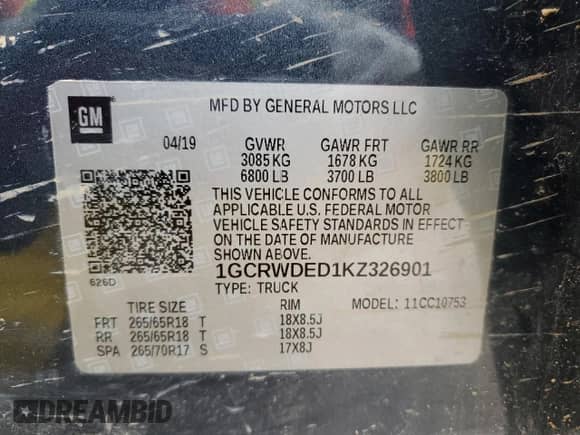 GM
MFD BY GENERAL MOTORS LLC
04/19 GVWR GAWR FRT GAWR RR
3085 KG 1678 KG 1724 KG
6800 LB 3700 LB 3800 LB
THIS VEHICLE CONFORMS TO ALL
APPLICABLE U.S. FEDERAL MOTOR
VEHICLE SAFETY STANDARDS IN EFFECT
ON THE DATE OF MANUFACTURE
SHOWN ABOVE.
626D
1GCRWDED1KZ326901
TYPE: TRUCK MODEL: 11CC10753
TIRE SIZE RIM
FRT 265/65R18 T 18X8.5J
RR 265/65R18 T 18X8.5J
SPA 265/70R17 S 17X8J
DREAMBID